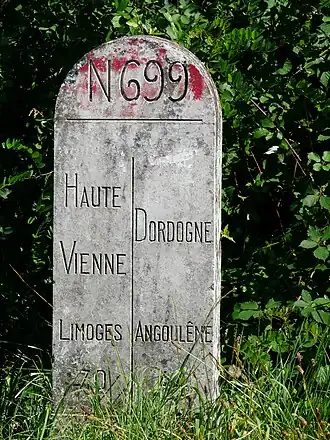 N699
HAUTE
VIENNE
DORDOGNE
LIMOGES
ANGOULÊME